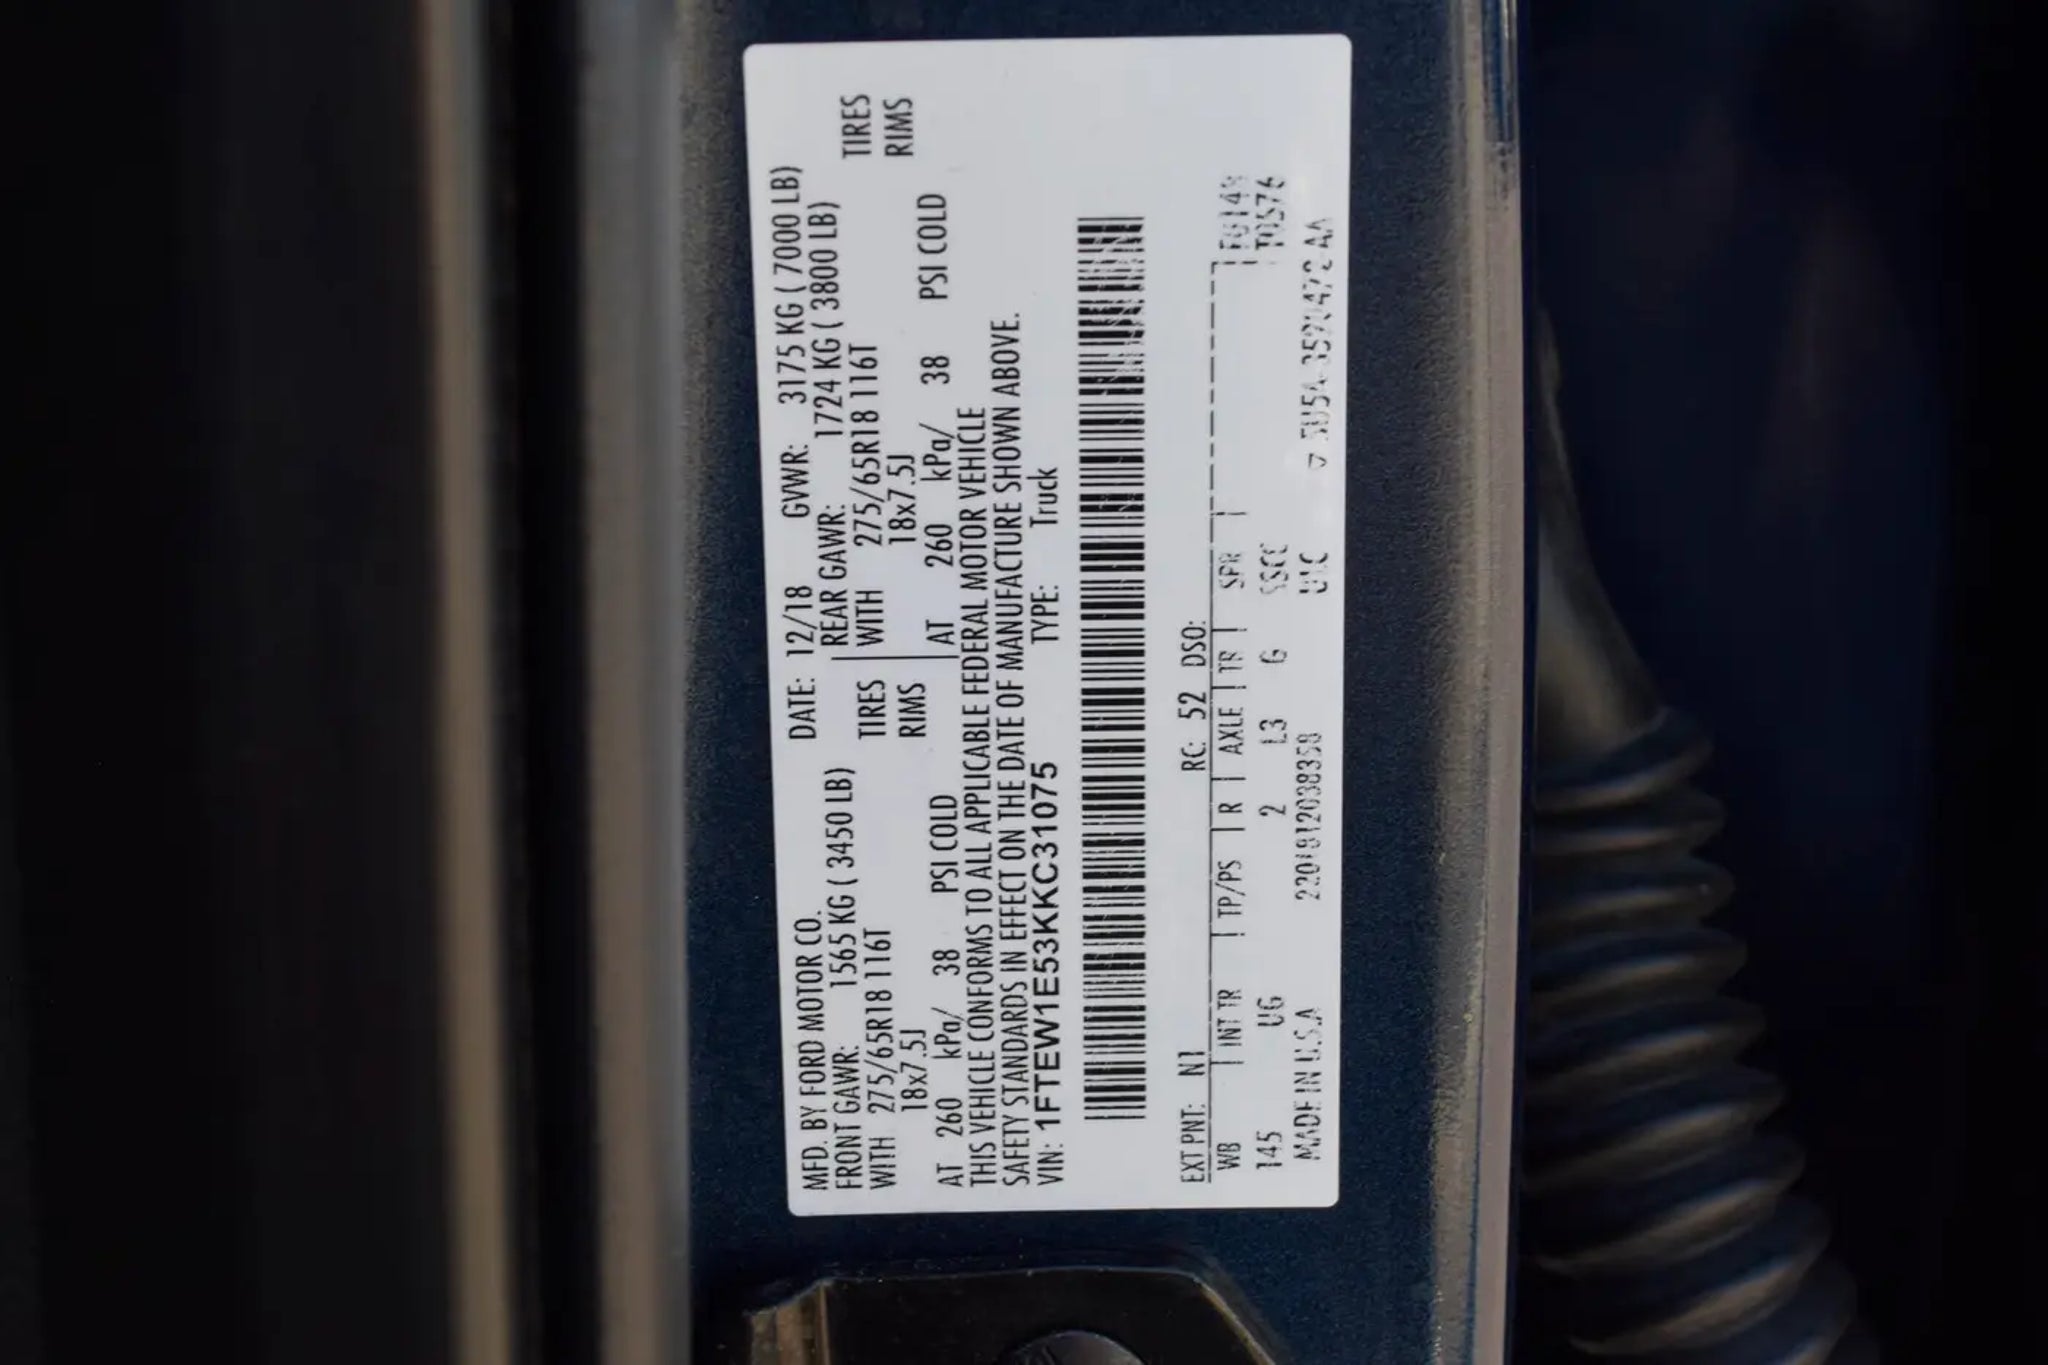 MFD. BY FORD MOTOR CO. DATE: 12/18 GVWR: 3175 KG ( 7000 LB)
FRONT GAWR: 1565 KG ( 3450 LB) REAR GAWR: 1724 KG ( 3800 LB)
WITH 275/65R18 116T TIRES WITH 275/65R18 116T TIRES
18x7.5J RIMS 18x7.5J RIMS
AT 260 kPa/ 38 PSI COLD AT 260 kPa/ 38 PSI COLD
THIS VEHICLE CONFORMS TO ALL APPLICABLE FEDERAL MOTOR VEHICLE
SAFETY STANDARDS IN EFFECT ON THE DATE OF MANUFACTURE SHOWN ABOVE.
VIN: 1FTEW1E53KKC31075 TYPE: Truck
EXT PNT: N1 RC: 52 DSO:
WB INT TR TP/PS R AXLE TR SPR
145 UG 2 L3 G
MADE IN U.S.A 2201812038358 ULC